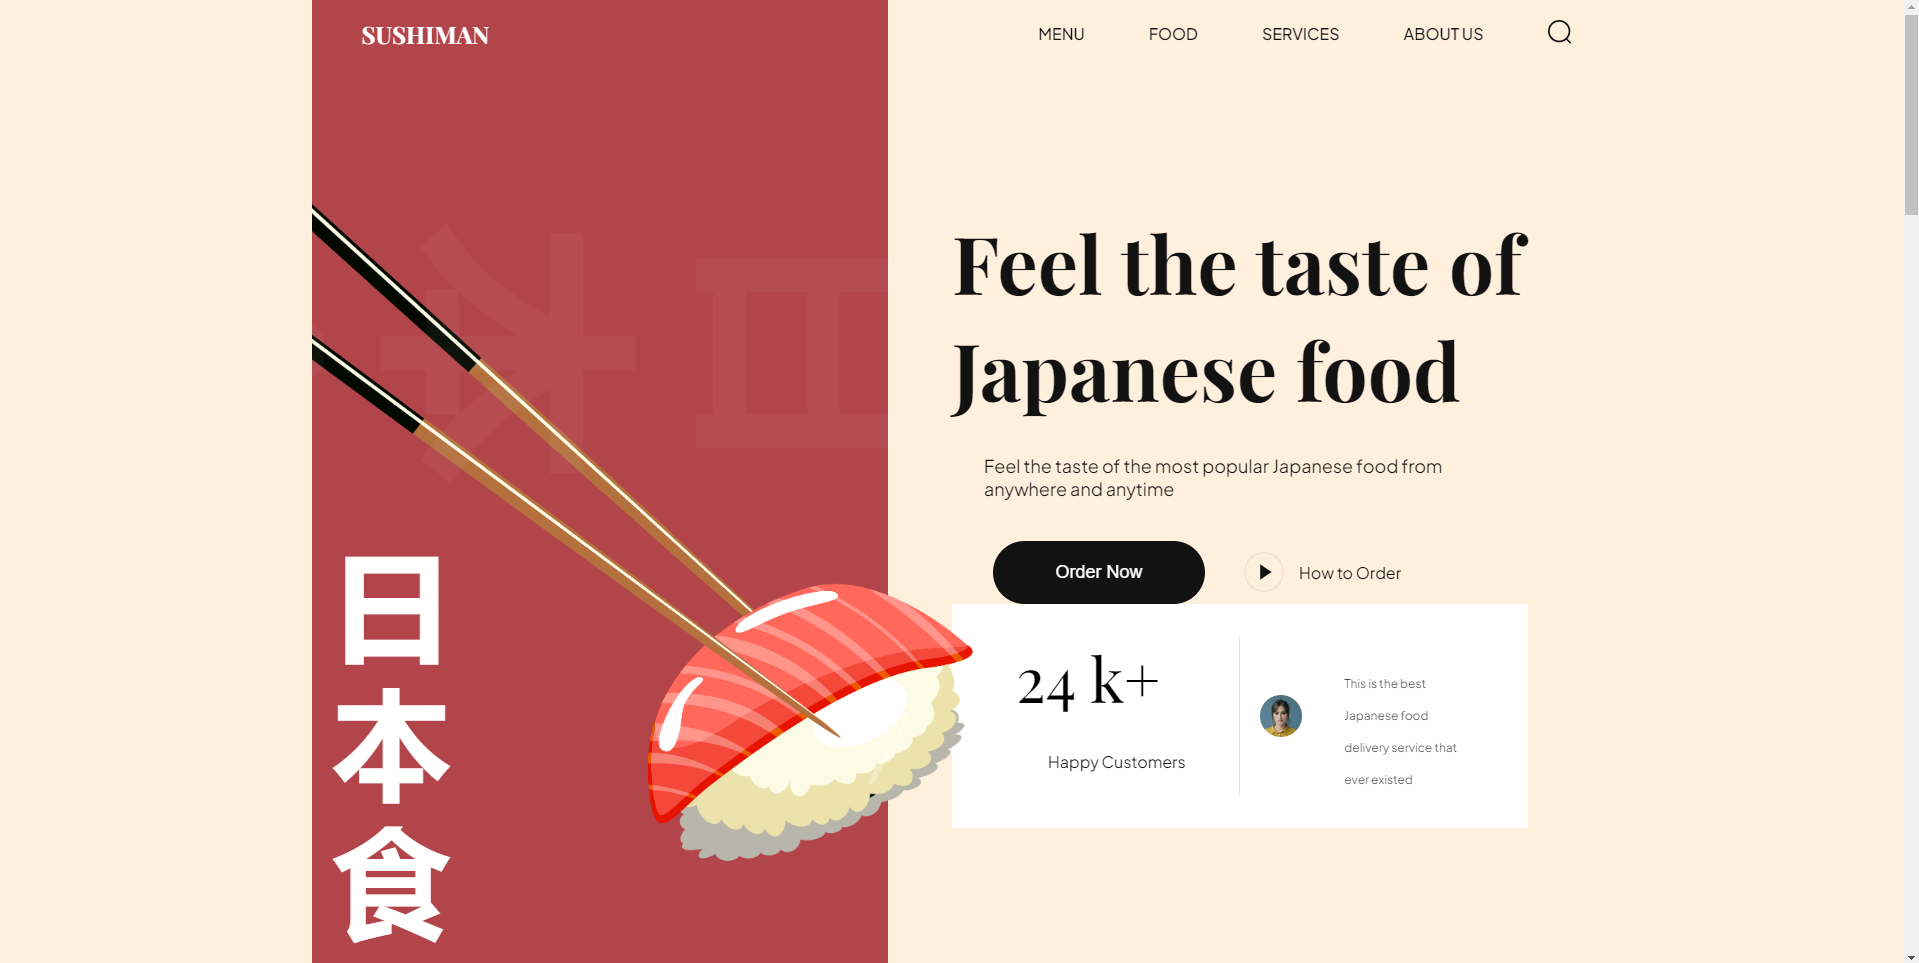 SUSHIMAN
MENU FOOD SERVICES ABOUT US
Feel the taste of
Japanese food
Feel the taste of the most popular Japanese food from
anywhere and anytime
Order Now
How to Order
24 k+
Happy Customers
This is the best
Japanese food
delivery service that
ever existed
日
本
食